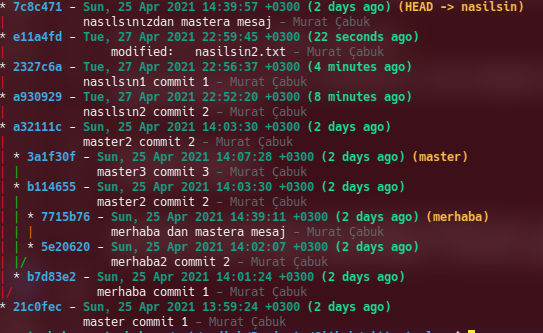 * 7c8c471 - Sun, 25 Apr 2021 14:39:57 +0300 (2 days ago) (HEAD -> nasilsin)
| nasilsınızdan mastera mesaj - Murat Çabuk
* e11a4fd - Tue, 27 Apr 2021 22:59:45 +0300 (22 seconds ago)
| modified: nasilsin2.txt - Murat Çabuk
* 2327c6a - Tue, 27 Apr 2021 22:56:37 +0300 (4 minutes ago)
| nasılsın1 commit 1 - Murat Çabuk
* a930929 - Tue, 27 Apr 2021 22:52:20 +0300 (8 minutes ago)
| nasılsın2 commit 2 - Murat Çabuk
* a32111c - Sun, 25 Apr 2021 14:03:30 +0300 (2 days ago)
| master2 commit 2 - Murat Çabuk
| * 3a1f30f - Sun, 25 Apr 2021 14:07:28 +0300 (2 days ago) (master)
| | master3 commit 3 - Murat Çabuk
| * b114655 - Sun, 25 Apr 2021 14:03:30 +0300 (2 days ago)
| | master2 commit 2 - Murat Çabuk
| | * 7715b76 - Sun, 25 Apr 2021 14:39:11 +0300 (2 days ago) (merhaba)
| | | merhaba dan mastera mesaj - Murat Çabuk
| | * 5e20620 - Sun, 25 Apr 2021 14:02:07 +0300 (2 days ago)
| |/ merhaba2 commit 2 - Murat Çabuk
| * b7d83e2 - Sun, 25 Apr 2021 14:01:24 +0300 (2 days ago)
|/ merhaba commit 1 - Murat Çabuk
* 21c0fec - Sun, 25 Apr 2021 13:59:24 +0300 (2 days ago)
master commit 1 - Murat Çabuk